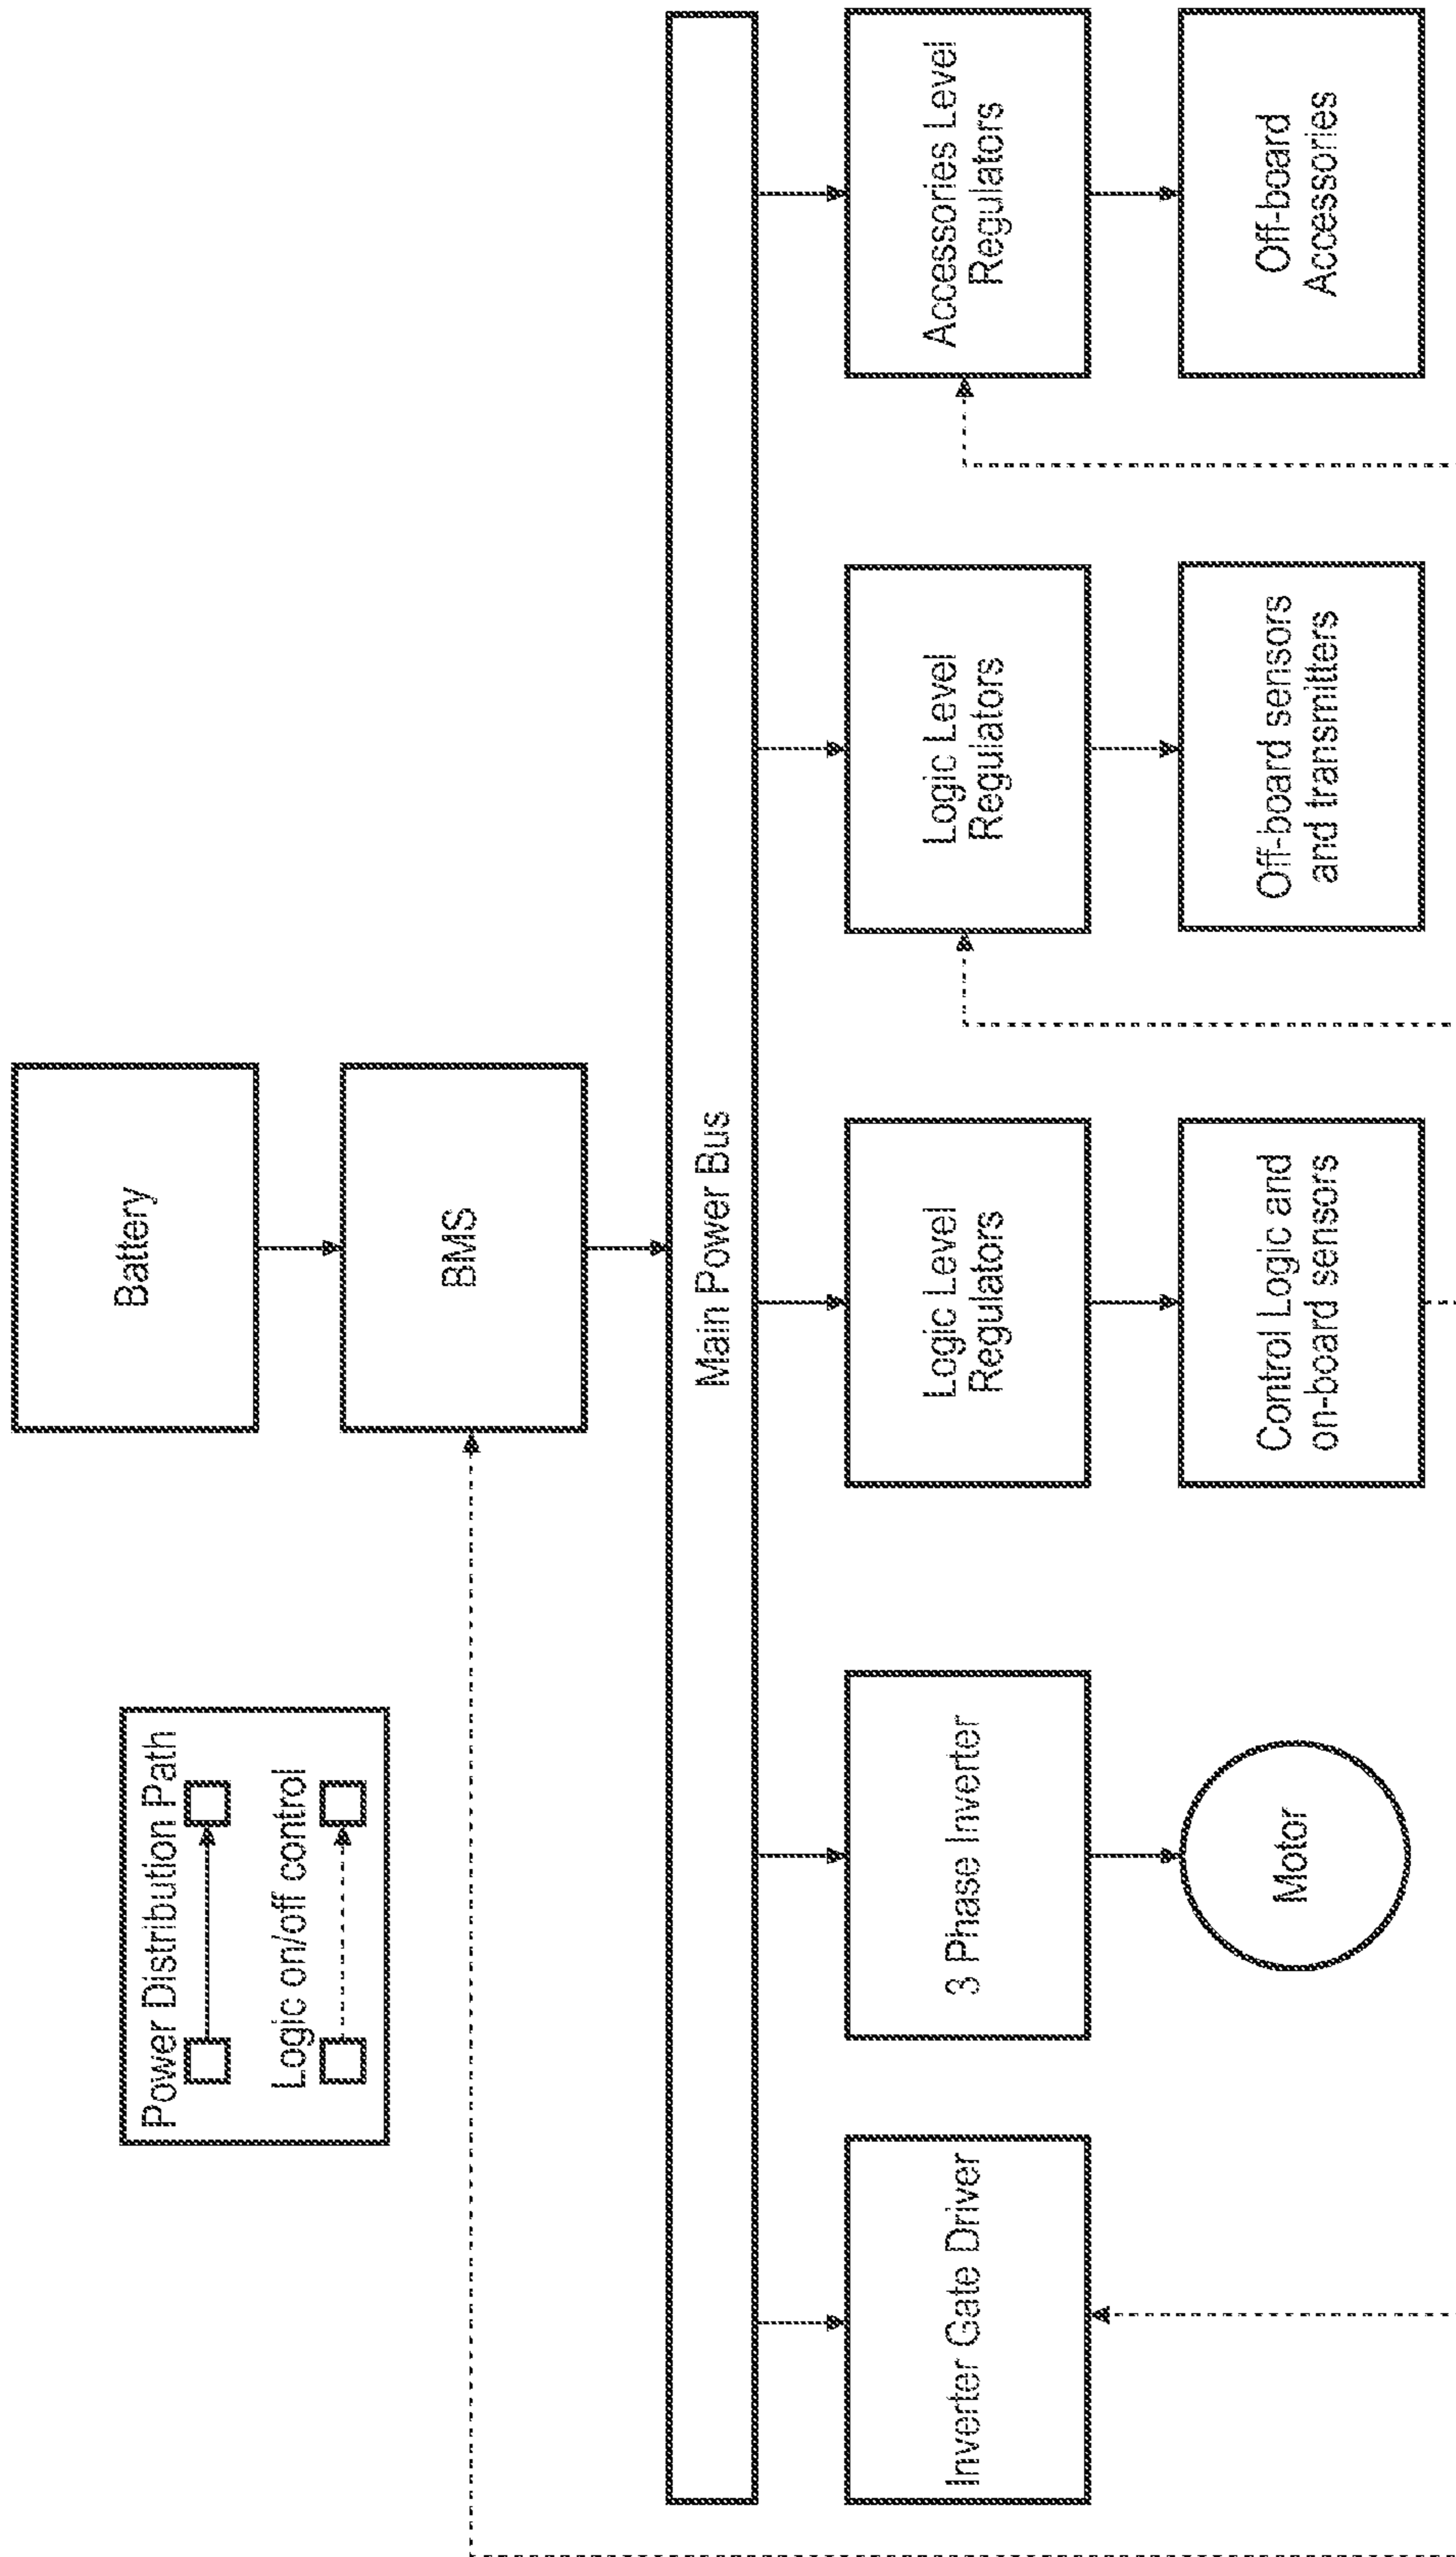 Battery
Power Distribution Path
Logic on/off control
BMS
Main Power Bus
Inverter Gate Driver
3 Phase Inverter
Logic Level
Regulators
Logic Level
Regulators
Accessories Level
Regulators
Motor
Control Logic and
on-board sensors
Off-board sensors
and transmitters
Off-board
Accessories